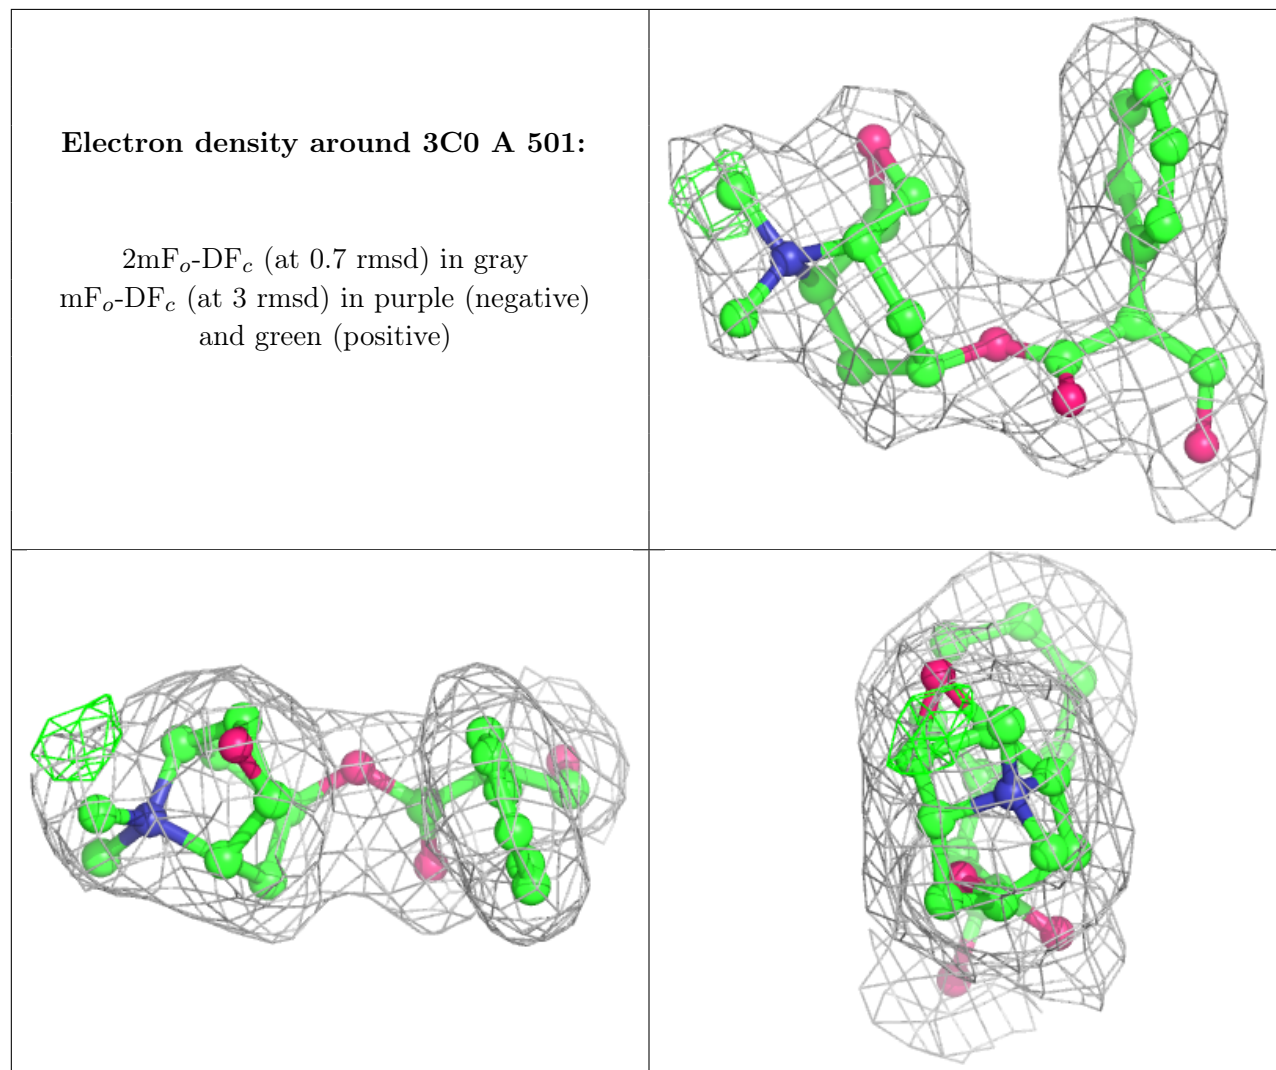 Electron density around 3C0 A 501:
2mFo-DFc (at 0.7 rmsd) in gray
mFo-DFc (at 3 rmsd) in purple (negative)
and green (positive)